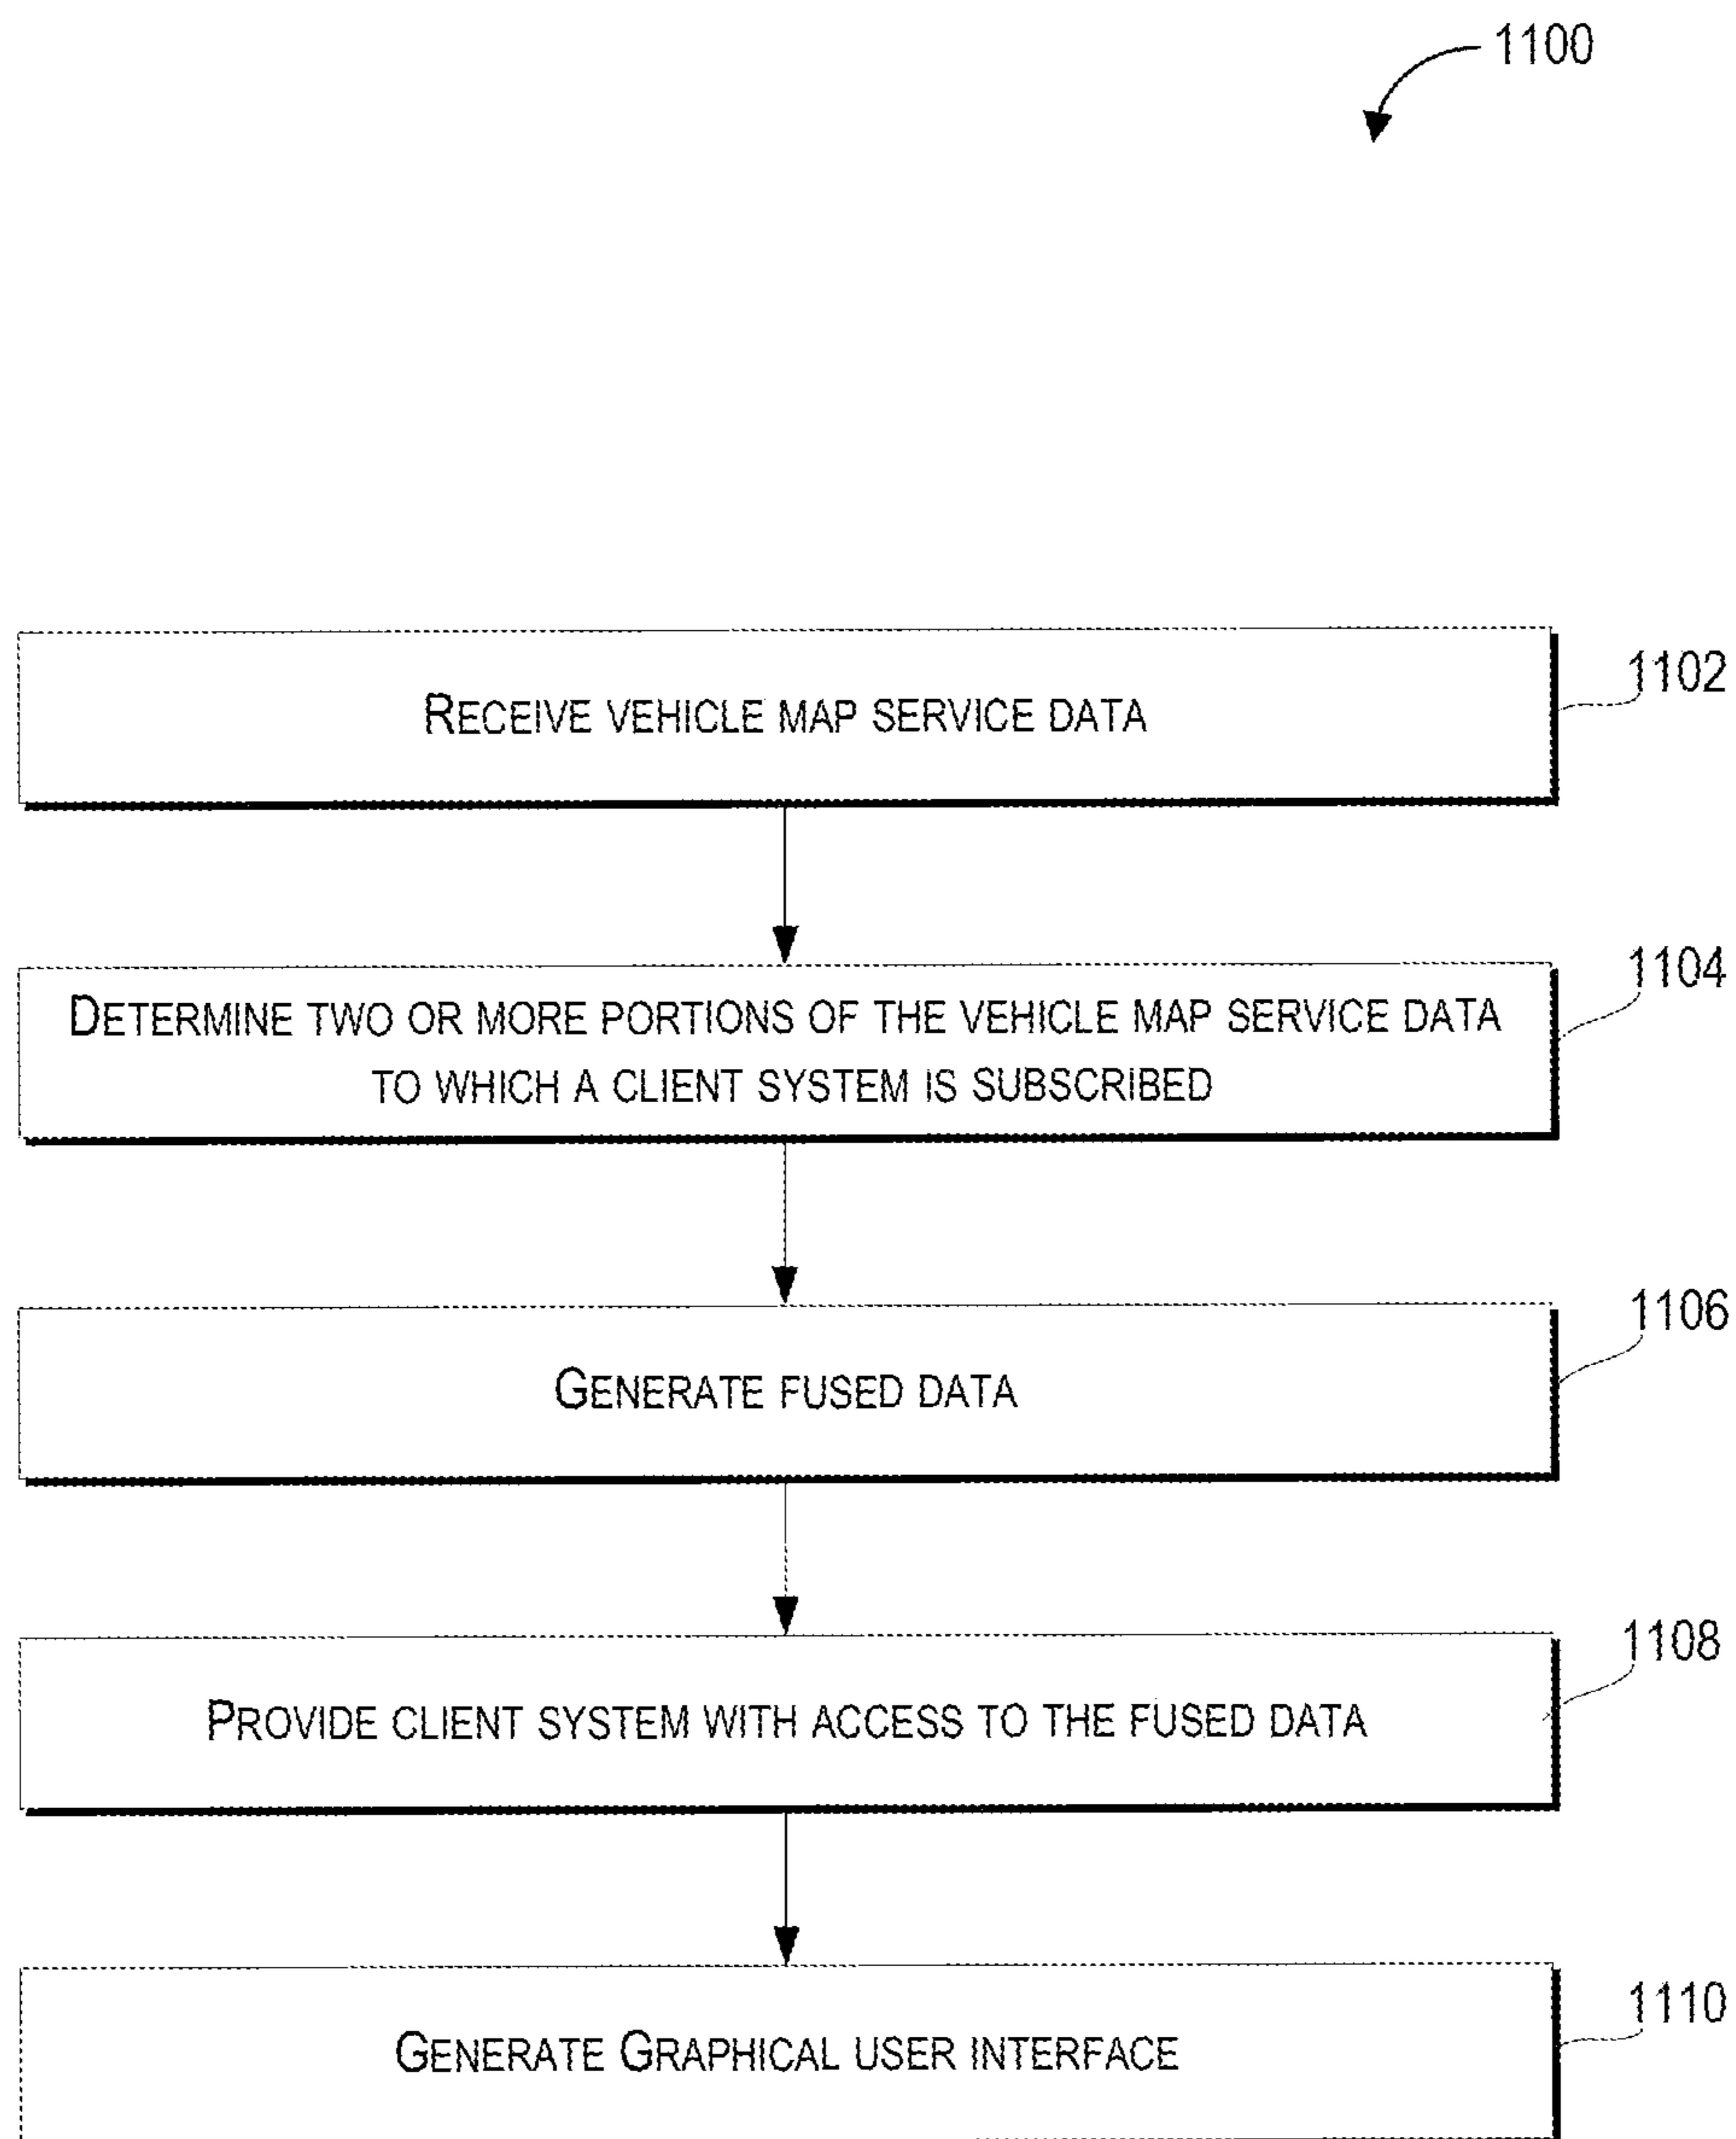 1100
RECEIVE VEHICLE MAP SERVICE DATA
1102
DETERMINE TWO OR MORE PORTIONS OF THE VEHICLE MAP SERVICE DATA
TO WHICH A CLIENT SYSTEM IS SUBSCRIBED
1104
GENERATE FUSED DATA
1106
PROVIDE CLIENT SYSTEM WITH ACCESS TO THE FUSED DATA
1108
GENERATE GRAPHICAL USER INTERFACE
1110